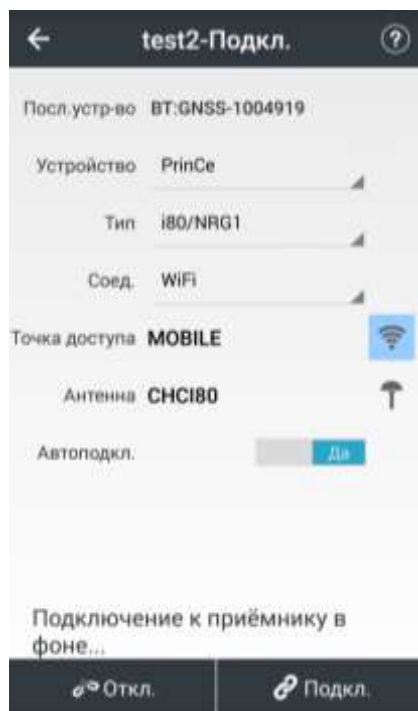 test2-Подкл.
?
Посл.устр-во BT:GNSS-1004919
Устройство PrinCe
Тип i80/NRG1
Соед. WiFi
Точка доступа MOBILE
Антенна CHCI80
Автоподкл. Да
Подключение к приёмнику в
фоне...
Откл. Подкл.